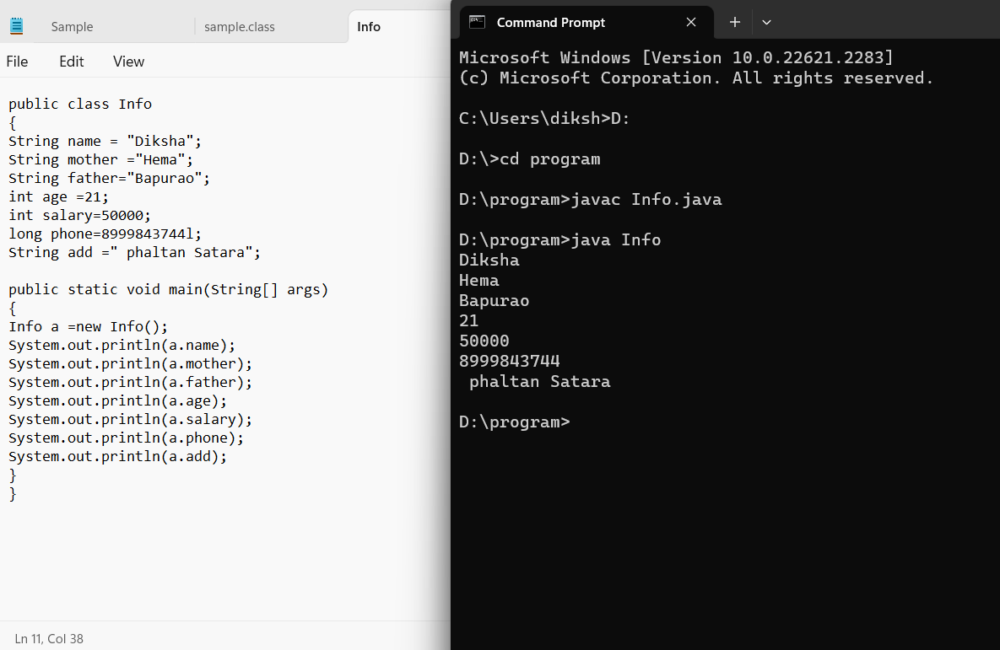 Sample
sample.class
Info
File
Edit
View
public class Info
{
String name = "Diksha";
String mother ="Hema";
String father="Bapurao";
int age =21;
int salary=50000;
long phone=8999843744l;
String add =" phaltan Satara";
public static void main(String[] args)
{
Info a =new Info();
System.out.println(a.name);
System.out.println(a.mother);
System.out.println(a.father);
System.out.println(a.age);
System.out.println(a.salary);
System.out.println(a.phone);
System.out.println(a.add);
}
}
Ln 11, Col 38
Command Prompt
Microsoft Windows [Version 10.0.22621.2283]
(c) Microsoft Corporation. All rights reserved.
C:\Users\diksh>D:
D:\>cd program
D:\program>javac Info.java
D:\program>java Info
Diksha
Hema
Bapurao
21
50000
8999843744
 phaltan Satara
D:\program>